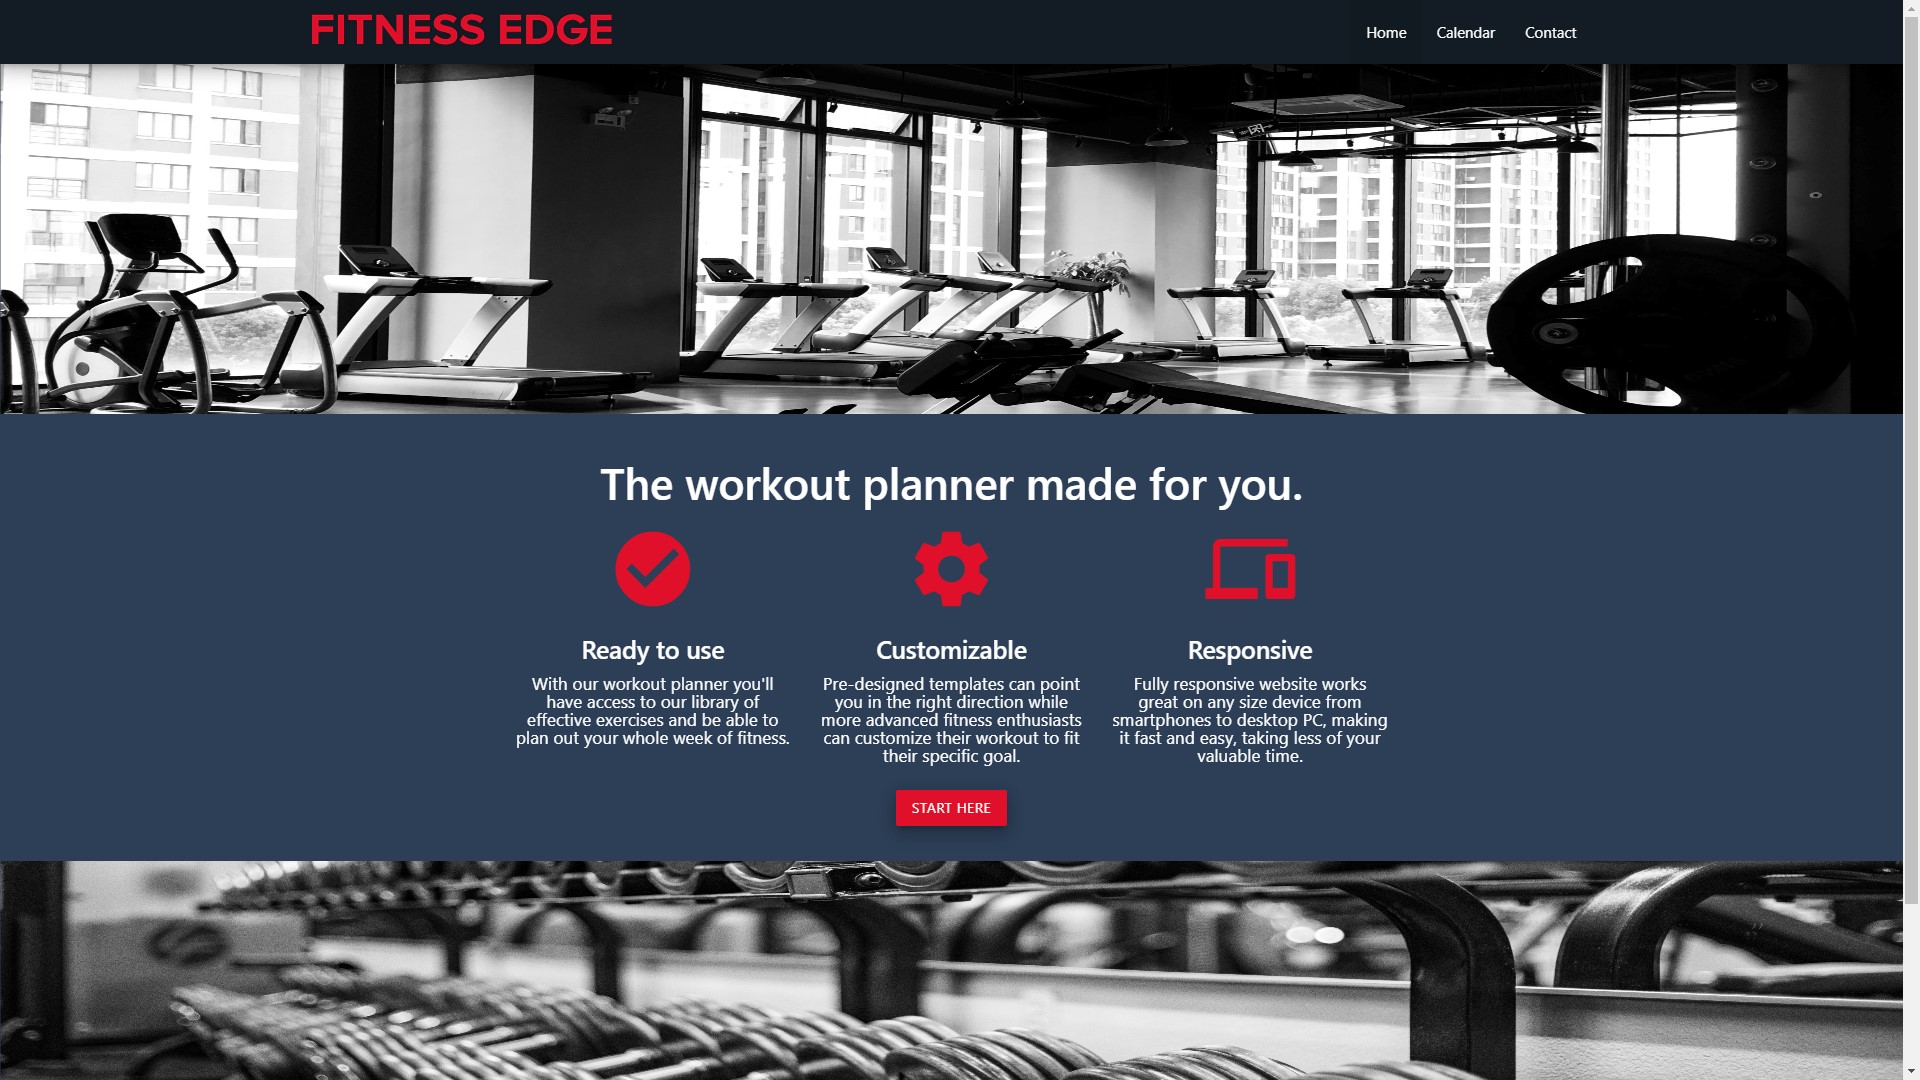 FITNESS EDGE
Home
Calendar
Contact
The workout planner made for you.
Ready to use
With our workout planner you'll
have access to our library of
effective exercises and be able to
plan out your whole week of fitness.
Customizable
Pre-designed templates can point
you in the right direction while
more advanced fitness enthusiasts
can customize their workout to fit
their specific goal.
Responsive
Fully responsive website works
great on any size device from
smartphones to desktop PC, making
it fast and easy, taking less of your
valuable time.
START HERE